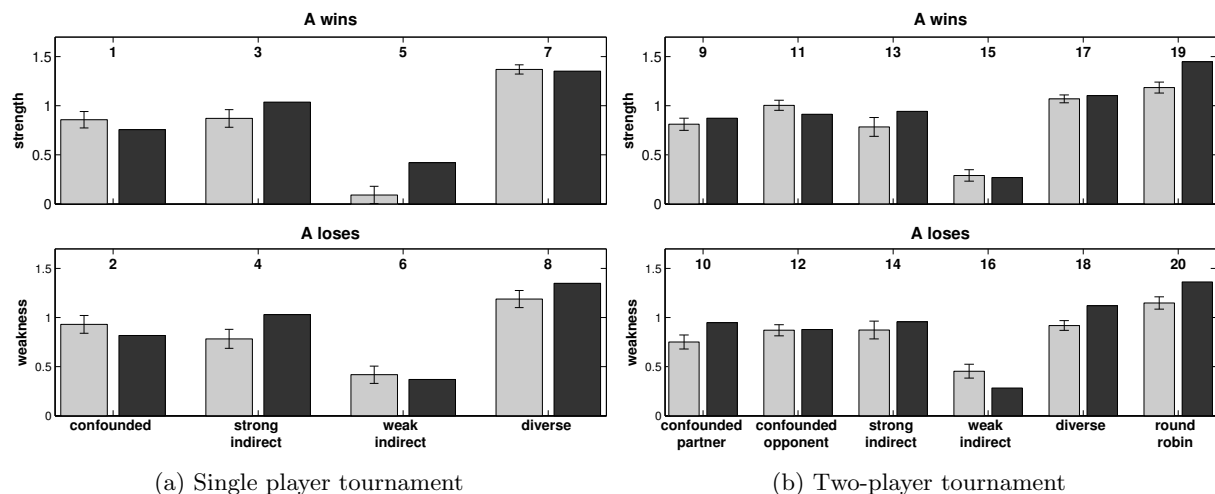 A wins
1 3 5 7
1.5
1
0.5
0
strength
A loses
2 4 6 8
1.5
1
0.5
0
weakness
confounded strong indirect weak indirect diverse
(a) Single player tournament
A wins
9 11 13 15 17 19
1.5
1
0.5
0
strength
A loses
10 12 14 16 18 20
1.5
1
0.5
0
weakness
confounded partner confounded opponent strong indirect weak indirect diverse round robin
(b) Two-player tournament